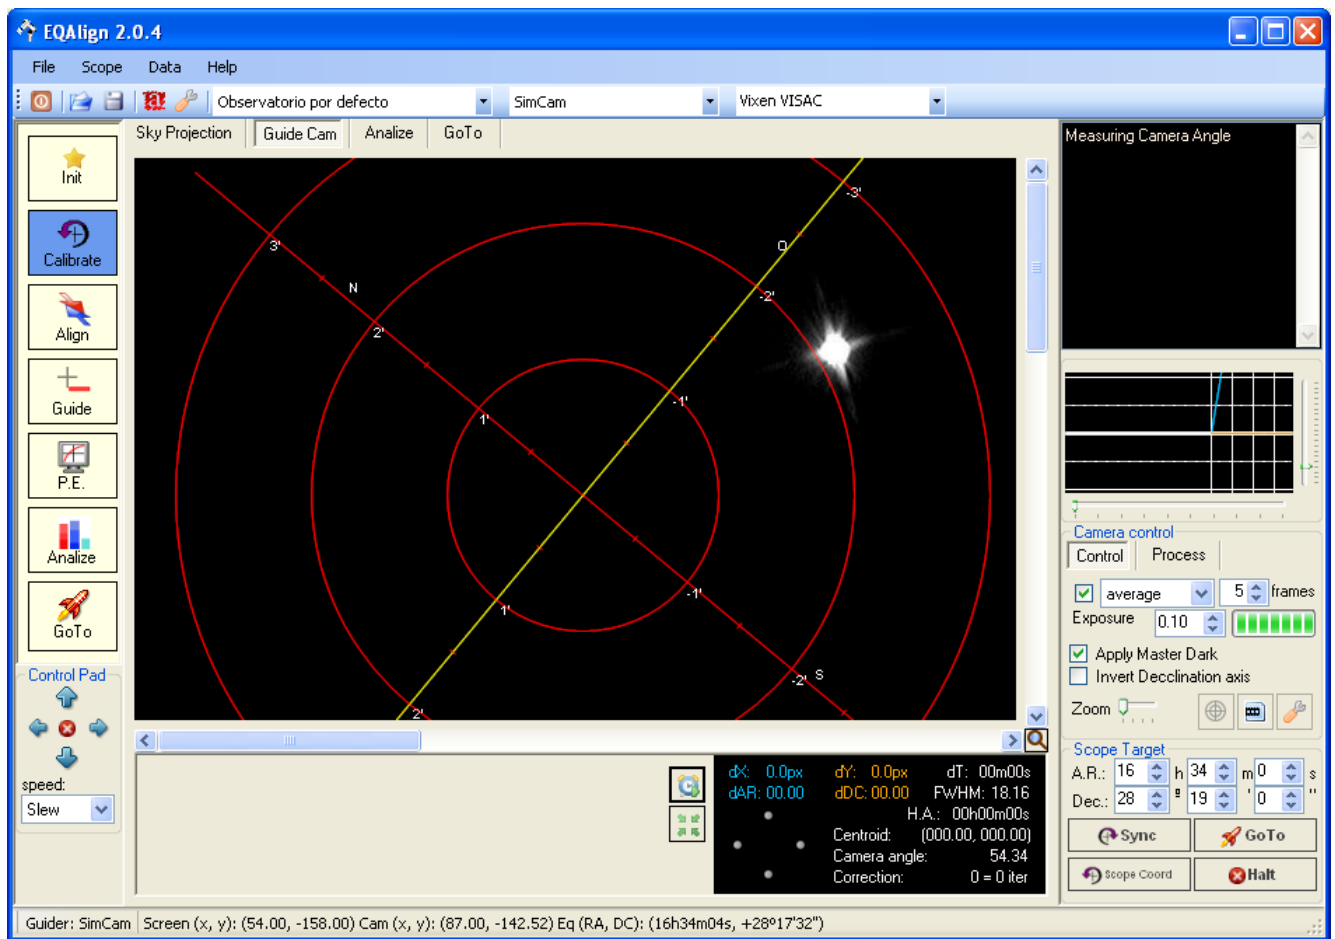 EQAlign 2.0.4
File Scope Data Help
Observatorio por defecto SimCam Vixen VISAC
Init
Calibrate
Align
Guide
P.E.
Analize
GoTo
Control Pad
speed:
Slew
Sky Projection Guide Cam Analize GoTo
-3'
3' O
N -2'
2'
-1'
1'
-1'
1'
-2' S
2'
dX: 0.0px dY: 0.0px dT: 00m00s
dAR: 00.00 dDC: 00.00 FWHM: 18.16
H.A.: 00h00m00s
Centroid: (000.00, 000.00)
Camera angle: 54.34
Correction: 0 = 0 iter
Measuring Camera Angle
Camera control
Control Process
average 5 frames
Exposure 0.10
Apply Master Dark
Invert Decclination axis
Zoom
Scope Target
A.R.: 16 h 34 m 0 s
Dec.: 28 º 19 ' 0 "
Sync GoTo
Scope Coord Halt
Guider: SimCam Screen (x, y): (54.00, -158.00) Cam (x, y): (87.00, -142.52) Eq (RA, DC): (16h34m04s, +28º17'32")